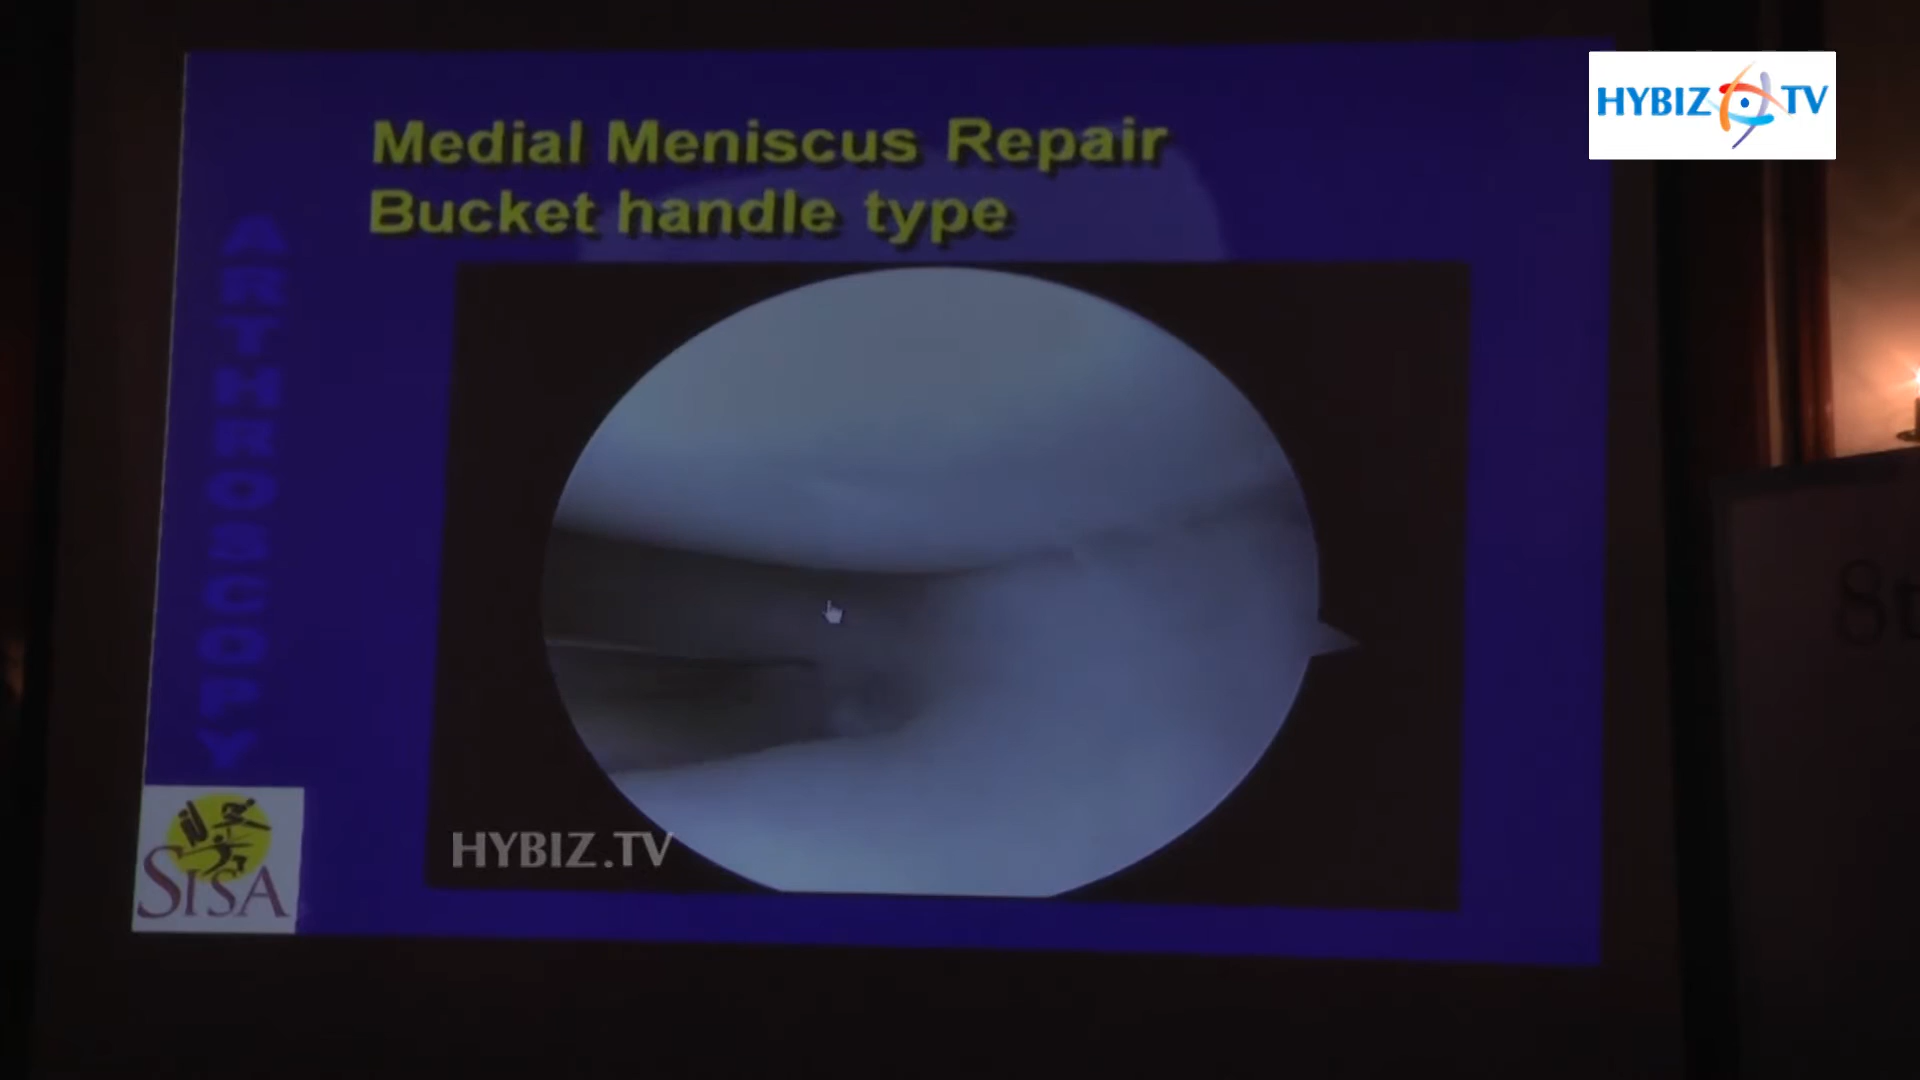 HYBIZ TV
Medial Meniscus Repair
Bucket handle type
ARTHROSCOPY
HYBIZ.TV
SISA